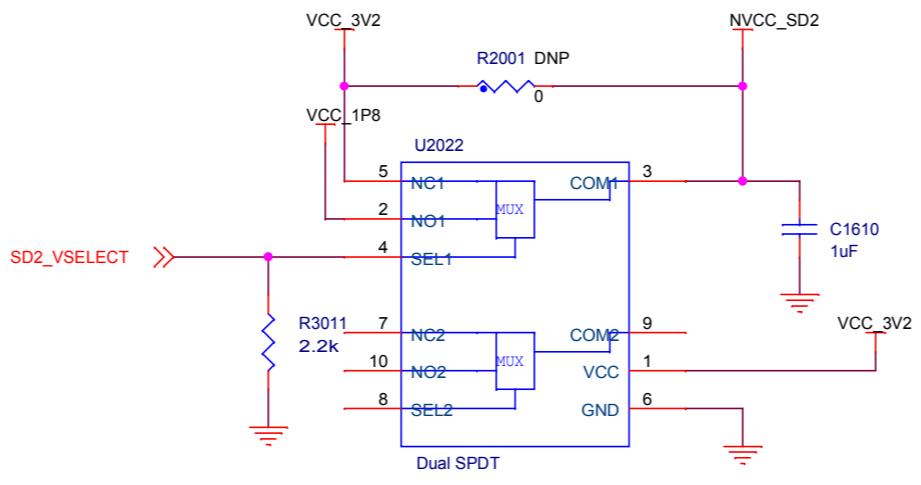 VCC_3V2
NVCC_SD2
R2001 DNP
0
VCC_1P8
U2022
5 NC1 COM1 3
MUX
2 NO1
SD2_VSELECT 4 SEL1
C1610
1uF
R3011
2.2k
VCC_3V2
7 NC2 COM2 9
MUX
10 NO2 VCC 1
8 SEL2 GND 6
Dual SPDT